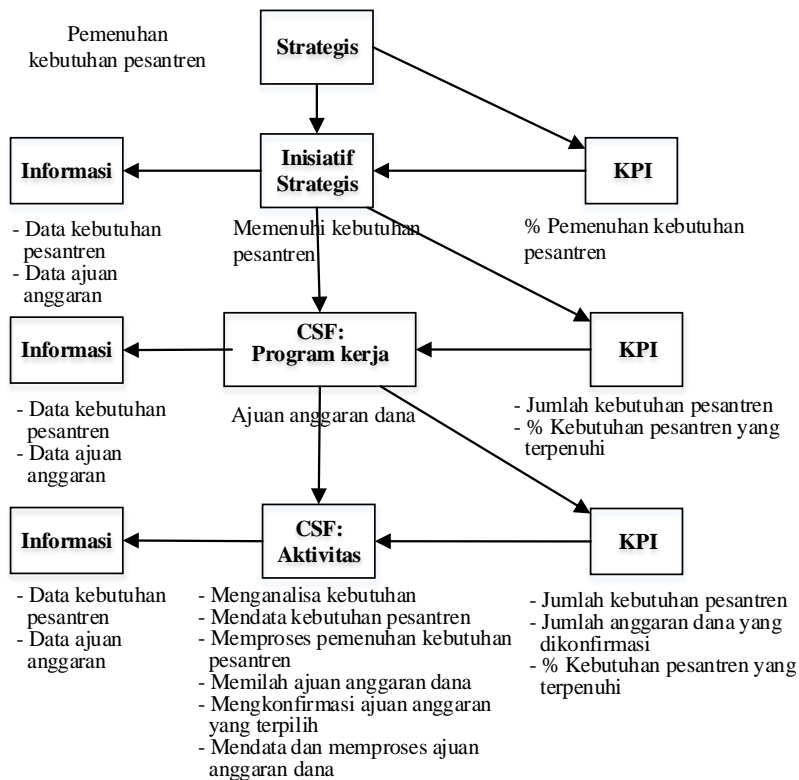 Pemenuhan
kebutuhan pesantren
Strategis
Informasi
Inisiatif
Strategis
KPI
- Data kebutuhan
pesantren
- Data ajuan
anggaran
Memenuhi kebutuhan
pesantren
% Pemenuhan kebutuhan
pesantren
Informasi
CSF:
Program kerja
KPI
- Data kebutuhan
pesantren
- Data ajuan
anggaran
Ajuan anggaran dana
- Jumlah kebutuhan pesantren
- % Kebutuhan pesantren yang
terpenuhi
Informasi
CSF:
Aktivitas
KPI
- Data kebutuhan
pesantren
- Data ajuan
anggaran
- Menganalisa kebutuhan
- Mendata kebutuhan pesantren
- Memproses pemenuhan kebutuhan
pesantren
- Memilah ajuan anggaran dana
- Mengkonfirmasi ajuan anggaran
yang terpilih
- Mendata dan memproses ajuan
anggaran dana
- Jumlah kebutuhan pesantren
- Jumlah anggaran dana yang
dikonfirmasi
- % Kebutuhan pesantren yang
terpenuhi